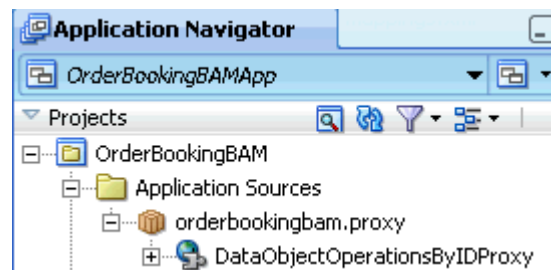 Application Navigator
OrderBookingBAMApp
Projects
OrderBookingBAM
Application Sources
orderbookingbam.proxy
DataObjectOperationsByIDProxy